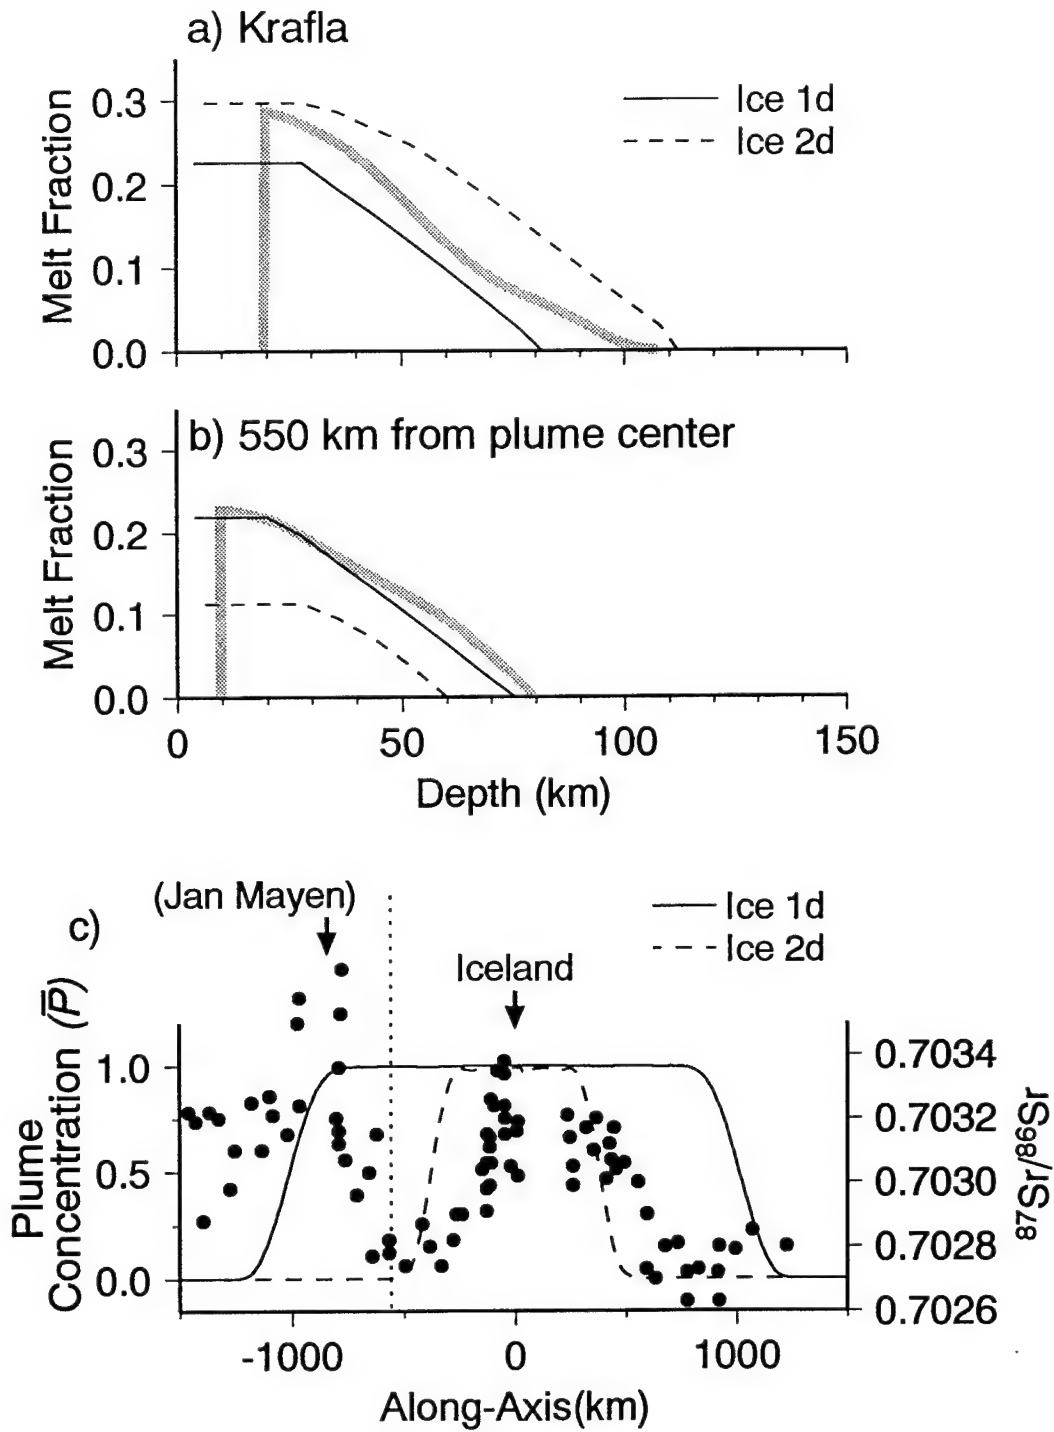 a) Krafla
Ice 1d
Ice 2d
Melt Fraction
0.3
0.2
0.1
0.0
b) 550 km from plume center
Melt Fraction
0.3
0.2
0.1
0.0
0
50
100
150
Depth (km)
c)
(Jan Mayen)
Iceland
Ice 1d
Ice 2d
Plume
Concentration (P̅)
1.0
0.5
0.0
0.7034
0.7032
0.7030
0.7028
0.7026
⁸⁷Sr/⁸⁶Sr
-1000
0
1000
Along-Axis(km)